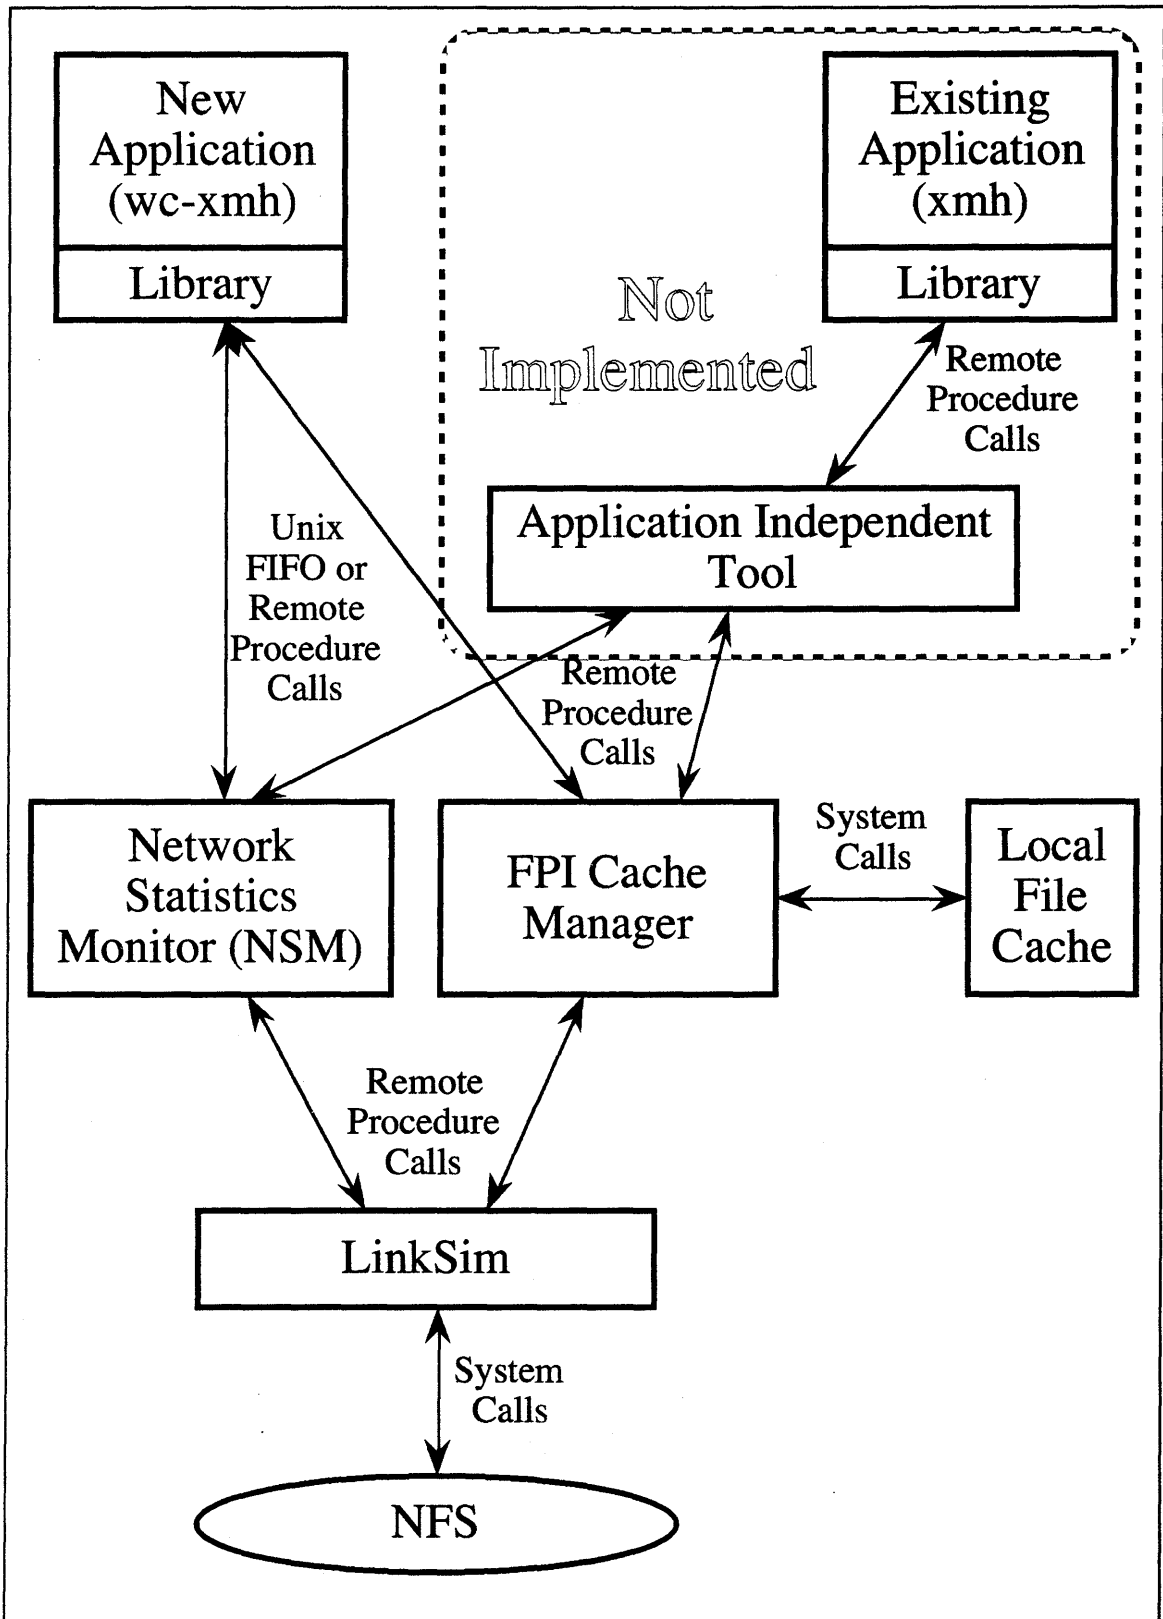 New
Application
(wc-xmh)
Library
Existing
Application
(xmh)
Library
Not
Implemented
Remote
Procedure
Calls
Application Independent
Tool
Unix
FIFO or
Remote
Procedure
Calls
Remote
Procedure
Calls
Network
Statistics
Monitor (NSM)
FPI Cache
Manager
System
Calls
Local
File
Cache
Remote
Procedure
Calls
LinkSim
System
Calls
NFS